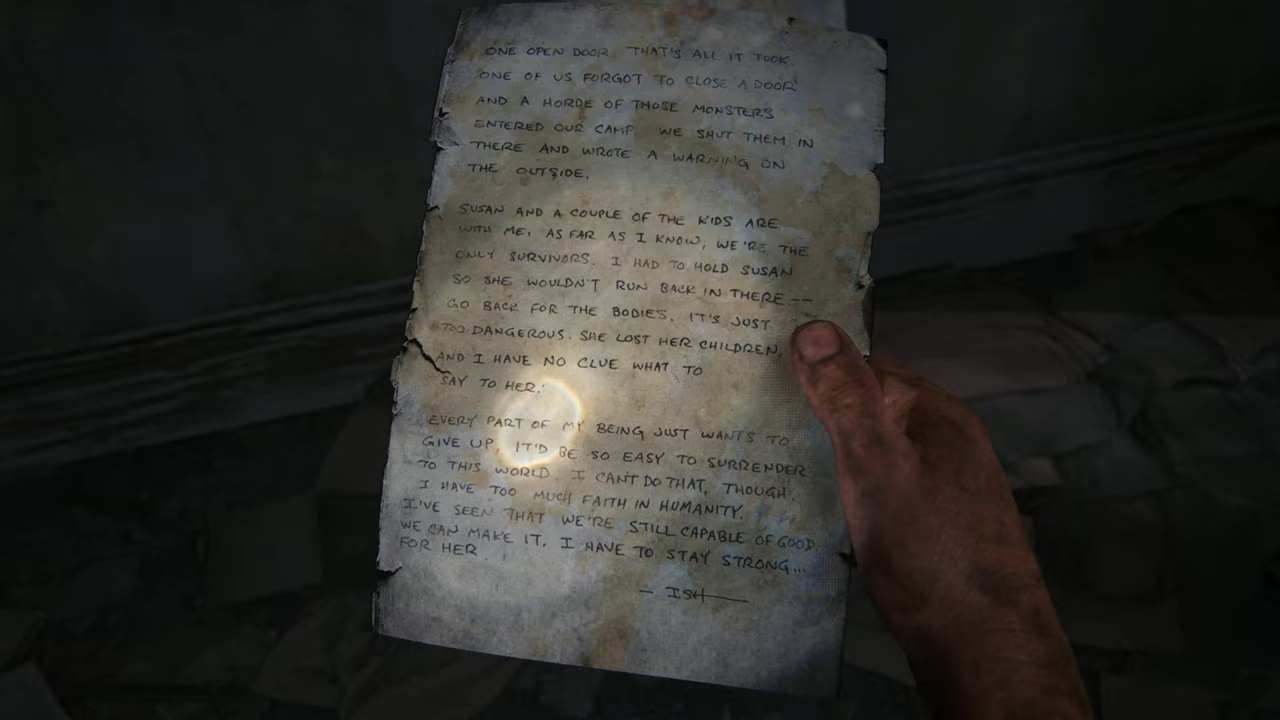 ONE OPEN DOOR THAT'S ALL IT TOOK.
ONE OF US FORGOT TO CLOSE A DOOR
AND A HORDE OF THOSE MONSTERS
ENTERED OUR CAMP. WE SHUT THEM IN
THERE AND WROTE A WARNING ON
THE OUTSIDE.
SUSAN AND A COUPLE OF THE KIDS ARE
WITH ME. AS FAR AS I KNOW, WE'RE THE
ONLY SURVIVORS. I HAD TO HOLD SUSAN
SO SHE WOULDN'T RUN BACK IN THERE --
GO BACK FOR THE BODIES. IT'S JUST
TOO DANGEROUS. SHE LOST HER CHILDREN,
AND I HAVE NO CLUE WHAT TO
SAY TO HER.
EVERY PART OF MY BEING JUST WANTS TO
GIVE UP. IT'D BE SO EASY TO SURRENDER
TO THIS WORLD. I CAN'T DO THAT, THOUGH.
I HAVE TOO MUCH FAITH IN HUMANITY.
I'VE SEEN THAT WE'RE STILL CAPABLE OF GOOD.
WE CAN MAKE IT. I HAVE TO STAY STRONG...
FOR HER.
- ISH